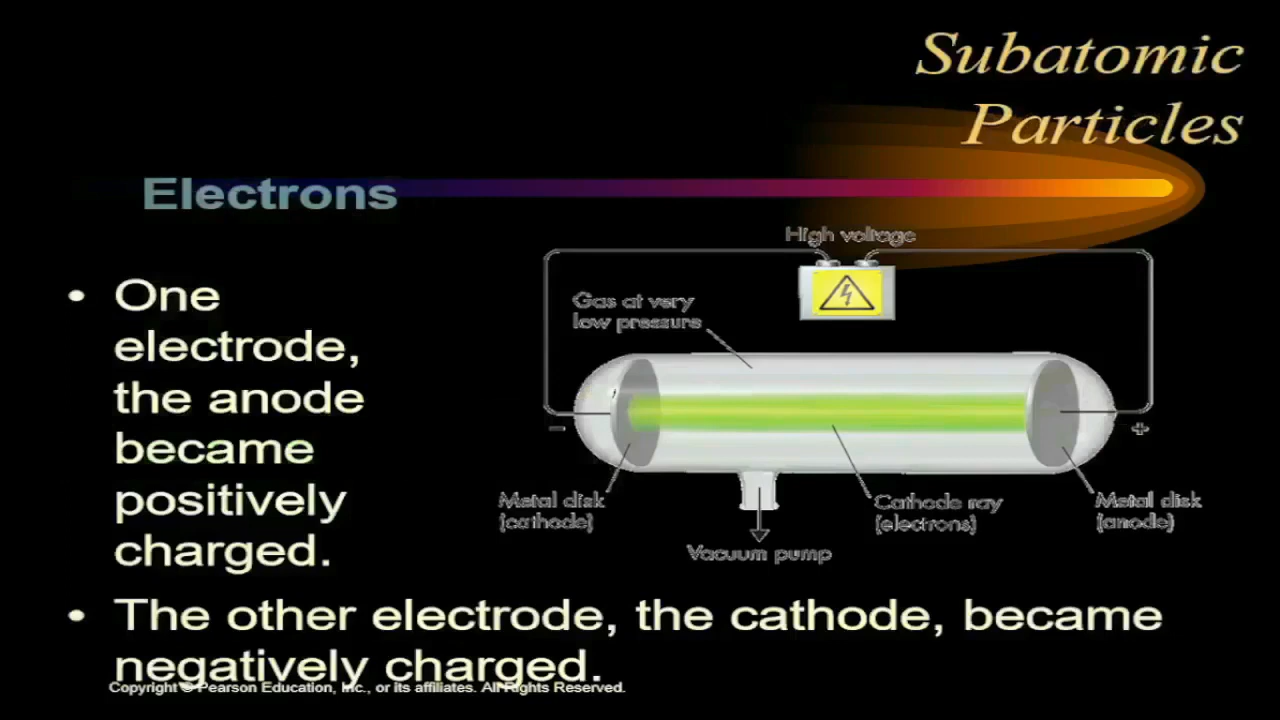 Subatomic
Particles
Electrons
• One
electrode,
the anode
became
positively
charged.
• The other electrode, the cathode, became
negatively charged.
High voltage
Gas at very
low pressure
−
+
Metal disk
(cathode)
Cathode ray
(electrons)
Metal disk
(anode)
Vacuum pump
Copyright © Pearson Education, Inc., or its affiliates. All Rights Reserved.